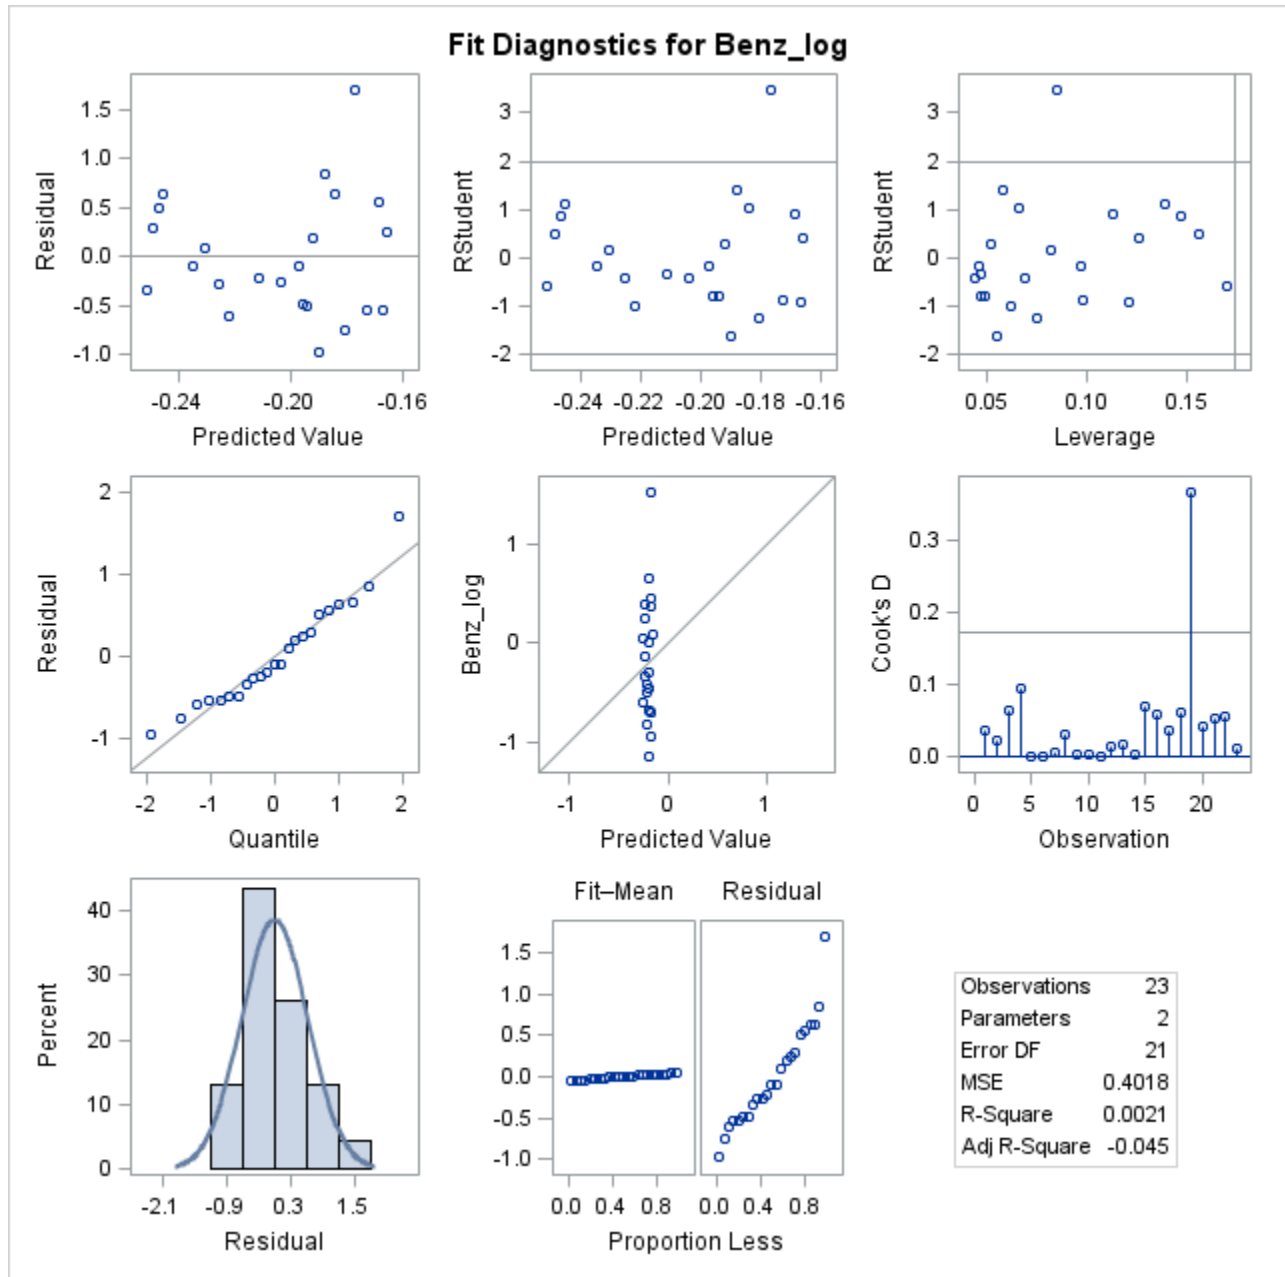 Fit Diagnostics for Benz_log
Residual
1.5
1.0
0.5
0.0
-0.5
-1.0
-0.24 -0.20 -0.16
Predicted Value
RStudent
3
2
1
0
-1
-2
-0.24 -0.22 -0.20 -0.18 -0.16
Predicted Value
RStudent
3
2
1
0
-1
-2
0.05 0.10 0.15
Leverage
Residual
2
1
0
-1
-2 -1 0 1 2
Quantile
Benz_log
1
0
-1
-1 0 1
Predicted Value
Cook's D
0.3
0.2
0.1
0.0
0 5 10 15 20
Observation
Percent
40
30
20
10
0
-2.1 -0.9 0.3 1.5
Residual
Fit–Mean Residual
1.5
1.0
0.5
0.0
-0.5
-1.0
0.0 0.4 0.8 0.0 0.4 0.8
Proportion Less
Observations 23
Parameters 2
Error DF 21
MSE 0.4018
R-Square 0.0021
Adj R-Square -0.045